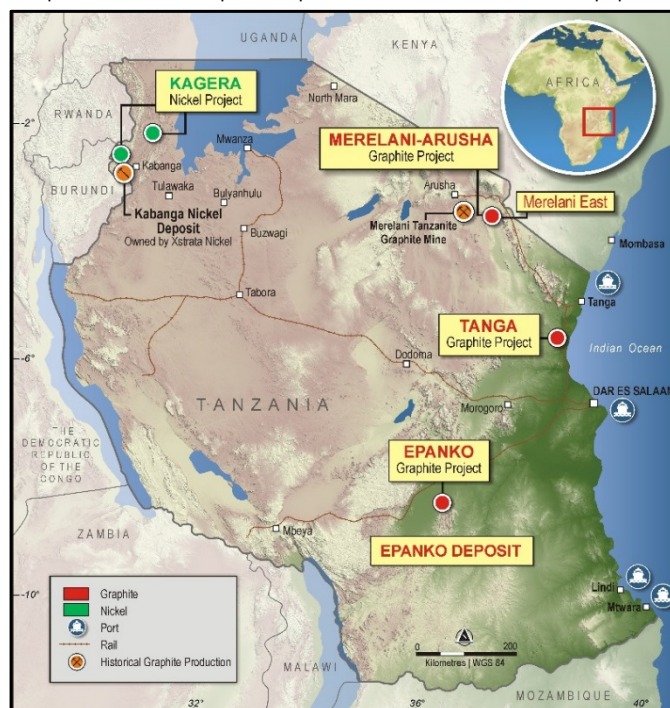 UGANDA
KENYA
AFRICA
KAGERA
Nickel Project
North Mara
RWANDA
-2°
Mwanza
MERELANI-ARUSHA
Graphite Project
Kabanga
BURUNDI
Tulawaka
Bulyanhulu
Arusha
Merelani East
Kabanga Nickel
Deposit
Owned by Xstrata Nickel
Merelani Tanzanite
Graphite Mine
Buzwagi
Mombasa
Tabora
Tanga
TANGA
Graphite Project
Indian Ocean
-6°
Dodoma
TANZANIA
Morogoro
DAR ES SALAAM
THE
DEMOCRATIC
REPUBLIC
OF THE
CONGO
EPANKO
Graphite Project
ZAMBIA
Mbeya
EPANKO DEPOSIT
-10°
Lindi
Mtwara
Graphite
Nickel
Port
Rail
Historical Graphite Production
0
200
Kilometres | WGS 84
MALAWI
MOZAMBIQUE
32°
36°
40°